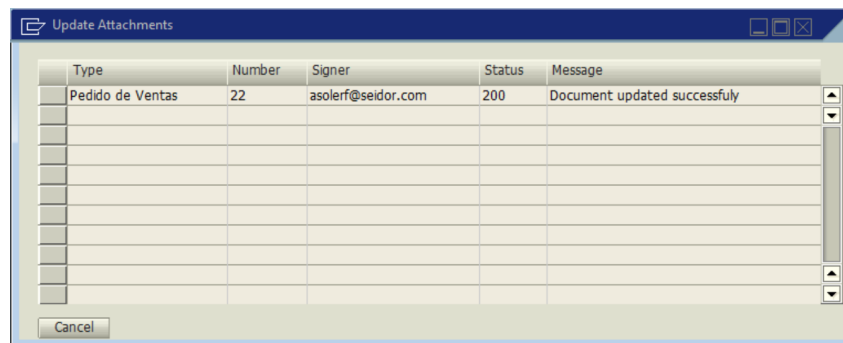 Update Attachments
Type Number Signer Status Message
Pedido de Ventas 22 asolerf@seidor.com 200 Document updated successfuly
Cancel